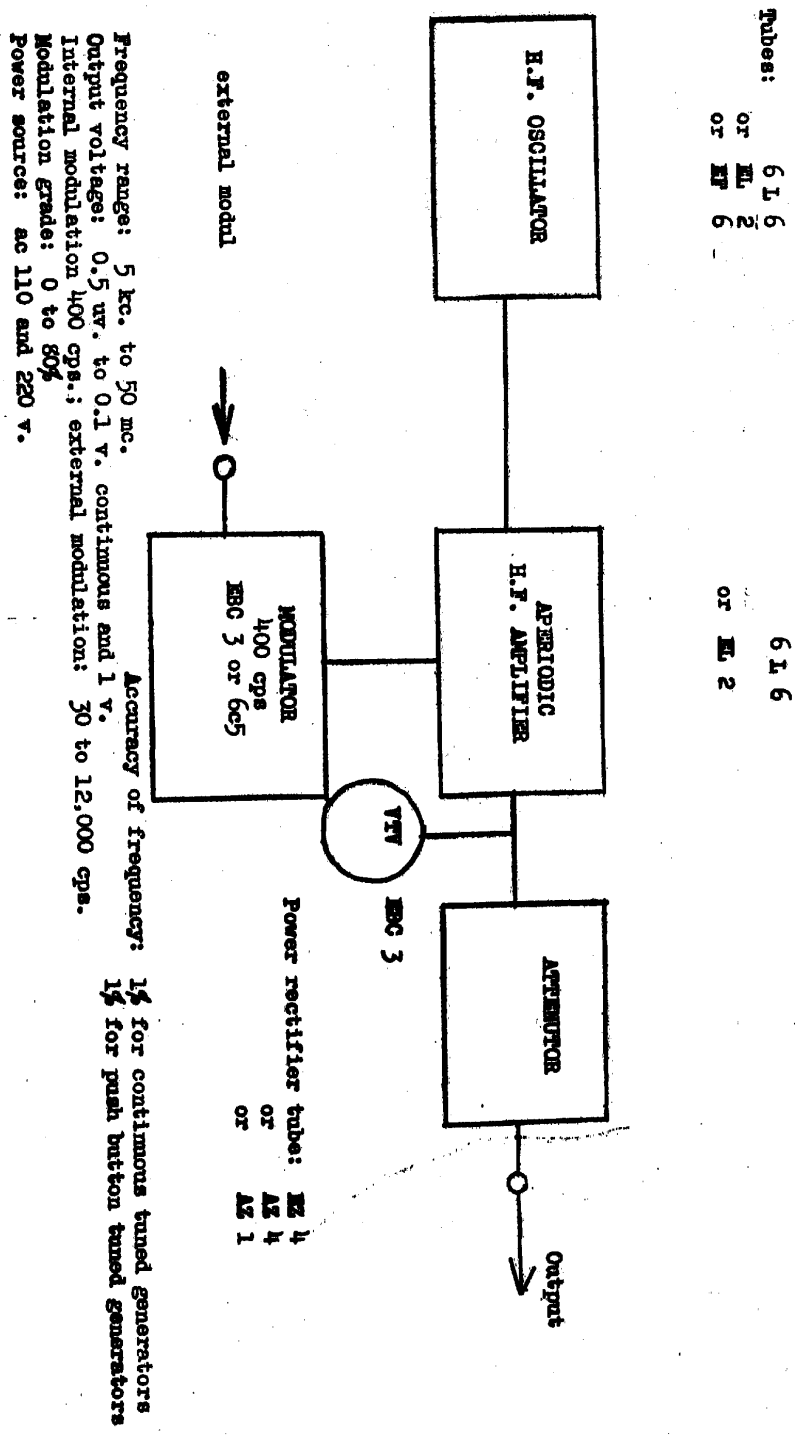 Tubes: 6 L 6
or EL 2
or EF 6
6 L 6
or EL 2
H.F. OSCILLATOR
APERIODIC
H.F. AMPLIFIER
ATTENUTOR
Output
VTV
EBC 3
external modul
MODULATOR
400 cps
EBC 3 or 6c5
Power rectifier tube: EZ 4
or AZ 4
or AZ 1
Frequency range: 5 kc. to 50 mc.
Output voltage: 0.5 uv. to 0.1 v. continuous and 1 v.
Internal modulation 400 cps.; external modulation: 30 to 12,000 cps.
Modulation grade: 0 to 80%
Power source: ac 110 and 220 v.
Accuracy of frequency: 1% for continuous tuned generators
1% for push button tuned generators